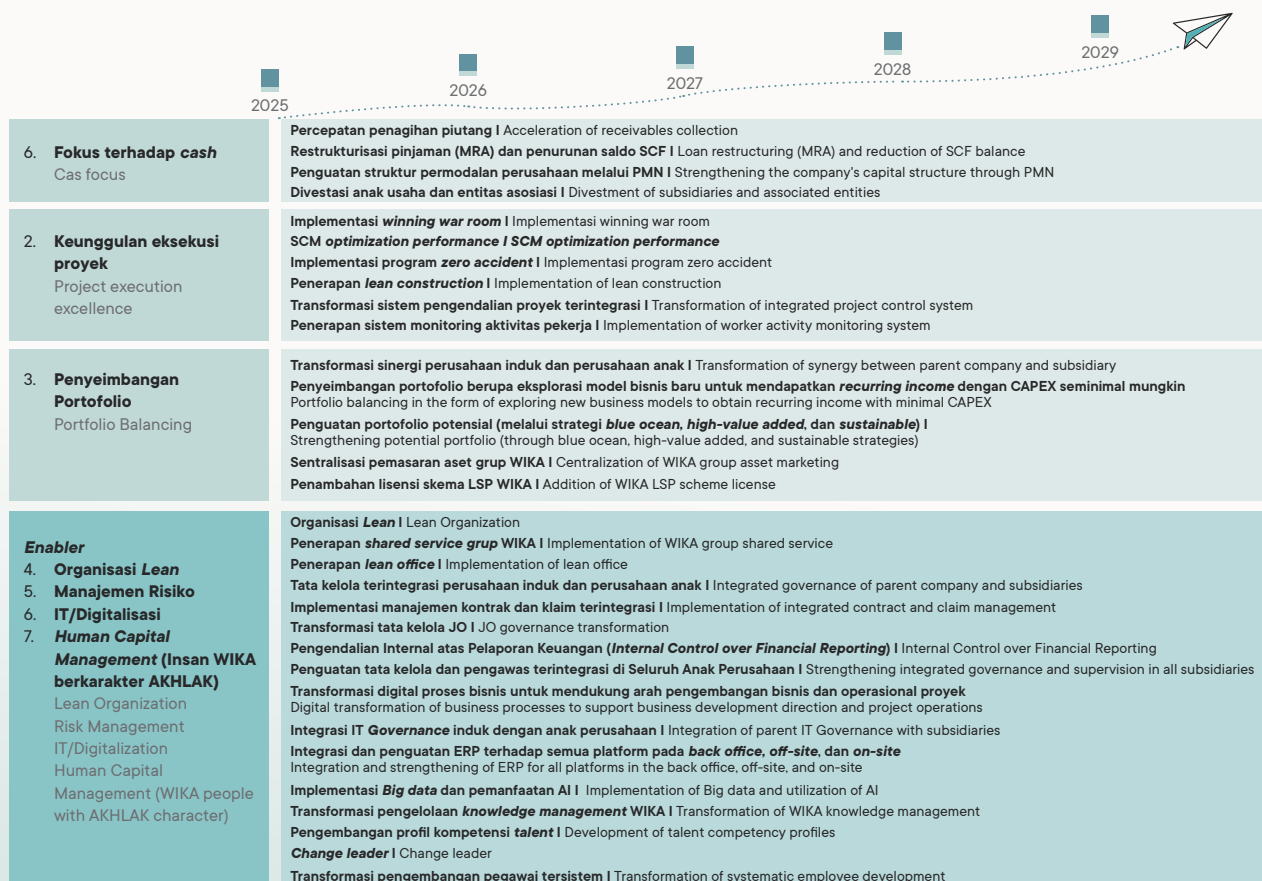 2025
2026
2027
2028
2029
6. Fokus terhadap cash
Cas focus
Percepatan penagihan piutang I Acceleration of receivables collection
Restrukturisasi pinjaman (MRA) dan penurunan saldo SCF I Loan restructuring (MRA) and reduction of SCF balance
Penguatan struktur permodalan perusahaan melalui PMN I Strengthening the company's capital structure through PMN
Divestasi anak usaha dan entitas asosiasi I Divestment of subsidiaries and associated entities
2. Keunggulan eksekusi
proyek
Project execution
excellence
Implementasi winning war room I Implementasi winning war room
SCM optimization performance I SCM optimization performance
Implementasi program zero accident I Implementasi program zero accident
Penerapan lean construction I Implementation of lean construction
Transformasi sistem pengendalian proyek terintegrasi I Transformation of integrated project control system
Penerapan sistem monitoring aktivitas pekerja I Implementation of worker activity monitoring system
3. Penyeimbangan
Portofolio
Portfolio Balancing
Transformasi sinergi perusahaan induk dan perusahaan anak I Transformation of synergy between parent company and subsidiary
Penyeimbangan portofolio berupa eksplorasi model bisnis baru untuk mendapatkan recurring income dengan CAPEX seminimal mungkin
Portfolio balancing in the form of exploring new business models to obtain recurring income with minimal CAPEX
Penguatan portofolio potensial (melalui strategi blue ocean, high-value added, dan sustainable) I
Strengthening potential portfolio (through blue ocean, high-value added, and sustainable strategies)
Sentralisasi pemasaran aset grup WIKA I Centralization of WIKA group asset marketing
Penambahan lisensi skema LSP WIKA I Addition of WIKA LSP scheme license
Enabler
4. Organisasi Lean
5. Manajemen Risiko
6. IT/Digitalisasi
7. Human Capital
Management (Insan WIKA
berkarakter AKHLAK)
Lean Organization
Risk Management
IT/Digitalization
Human Capital
Management (WIKA people
with AKHLAK character)
Organisasi Lean I Lean Organization
Penerapan shared service grup WIKA I Implementation of WIKA group shared service
Penerapan lean office I Implementation of lean office
Tata kelola terintegrasi perusahaan induk dan perusahaan anak I Integrated governance of parent company and subsidiaries
Implementasi manajemen kontrak dan klaim terintegrasi I Implementation of integrated contract and claim management
Transformasi tata kelola JO I JO governance transformation
Pengendalian Internal atas Pelaporan Keuangan (Internal Control over Financial Reporting) I Internal Control over Financial Reporting
Penguatan tata kelola dan pengawas terintegrasi di Seluruh Anak Perusahaan I Strengthening integrated governance and supervision in all subsidiaries
Transformasi digital proses bisnis untuk mendukung arah pengembangan bisnis dan operasional proyek
Digital transformation of business processes to support business development direction and project operations
Integrasi IT Governance induk dengan anak perusahaan I Integration of parent IT Governance with subsidiaries
Integrasi dan penguatan ERP terhadap semua platform pada back office, off-site, dan on-site
Integration and strengthening of ERP for all platforms in the back office, off-site, and on-site
Implementasi Big data dan pemanfaatan AI I Implementation of Big data and utilization of AI
Transformasi pengelolaan knowledge management WIKA I Transformation of WIKA knowledge management
Pengembangan profil kompetensi talent I Development of talent competency profiles
Change leader I Change leader
Transformasi pengembangan pegawai tersistem I Transformation of systematic employee development